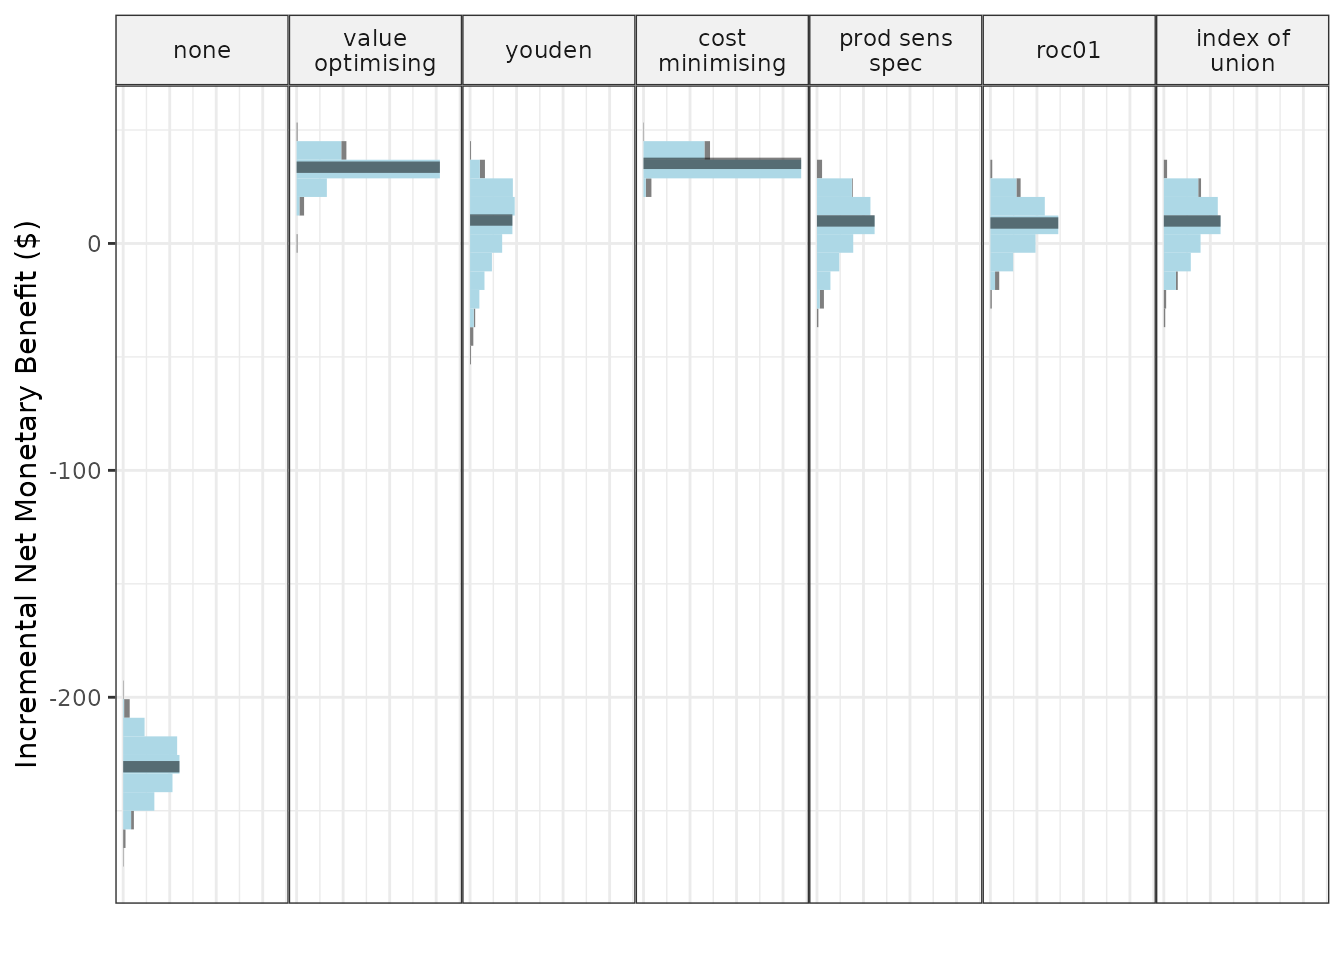 none
value
optimising
youden
cost
minimising
prod sens
spec
roc01
index of
union
Incremental Net Monetary Benefit ($)
0
-100
-200